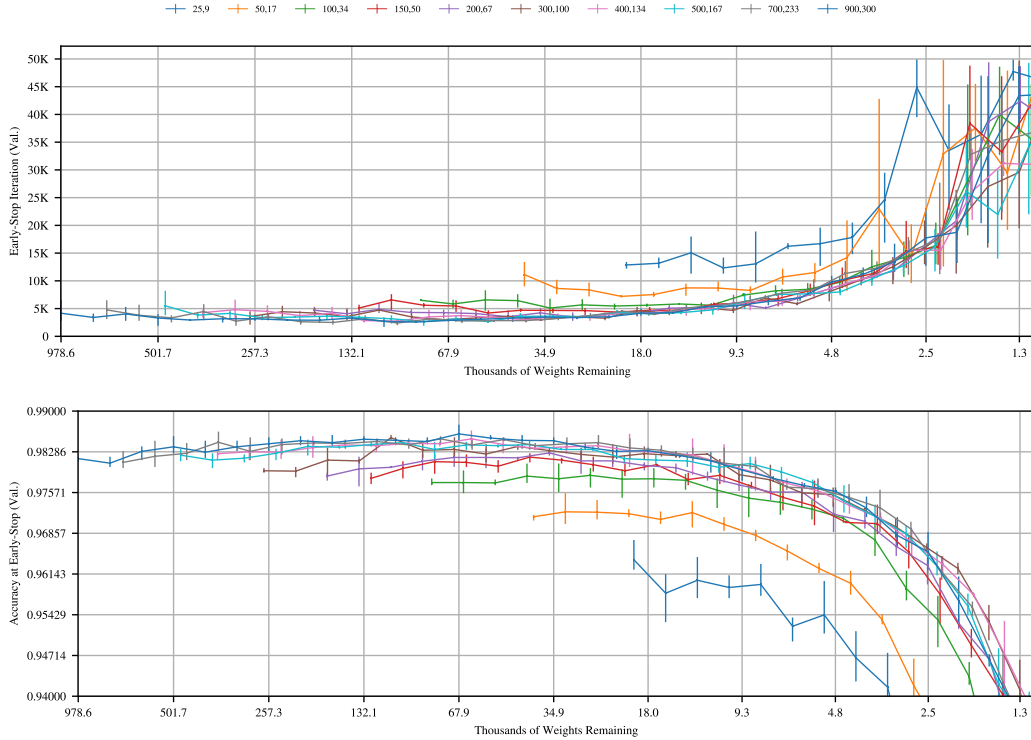 25,9 50,17 100,34 150,50 200,67 300,100 400,134 500,167 700,233 900,300
Early-Stop Iteration (Val.)
50K
45K
40K
35K
30K
25K
20K
15K
10K
5K
0
978.6 501.7 257.3 132.1 67.9 34.9 18.0 9.3 4.8 2.5 1.3
Thousands of Weights Remaining
Accuracy at Early-Stop (Val.)
0.99000
0.98286
0.97571
0.96857
0.96143
0.95429
0.94714
0.94000
978.6 501.7 257.3 132.1 67.9 34.9 18.0 9.3 4.8 2.5 1.3
Thousands of Weights Remaining